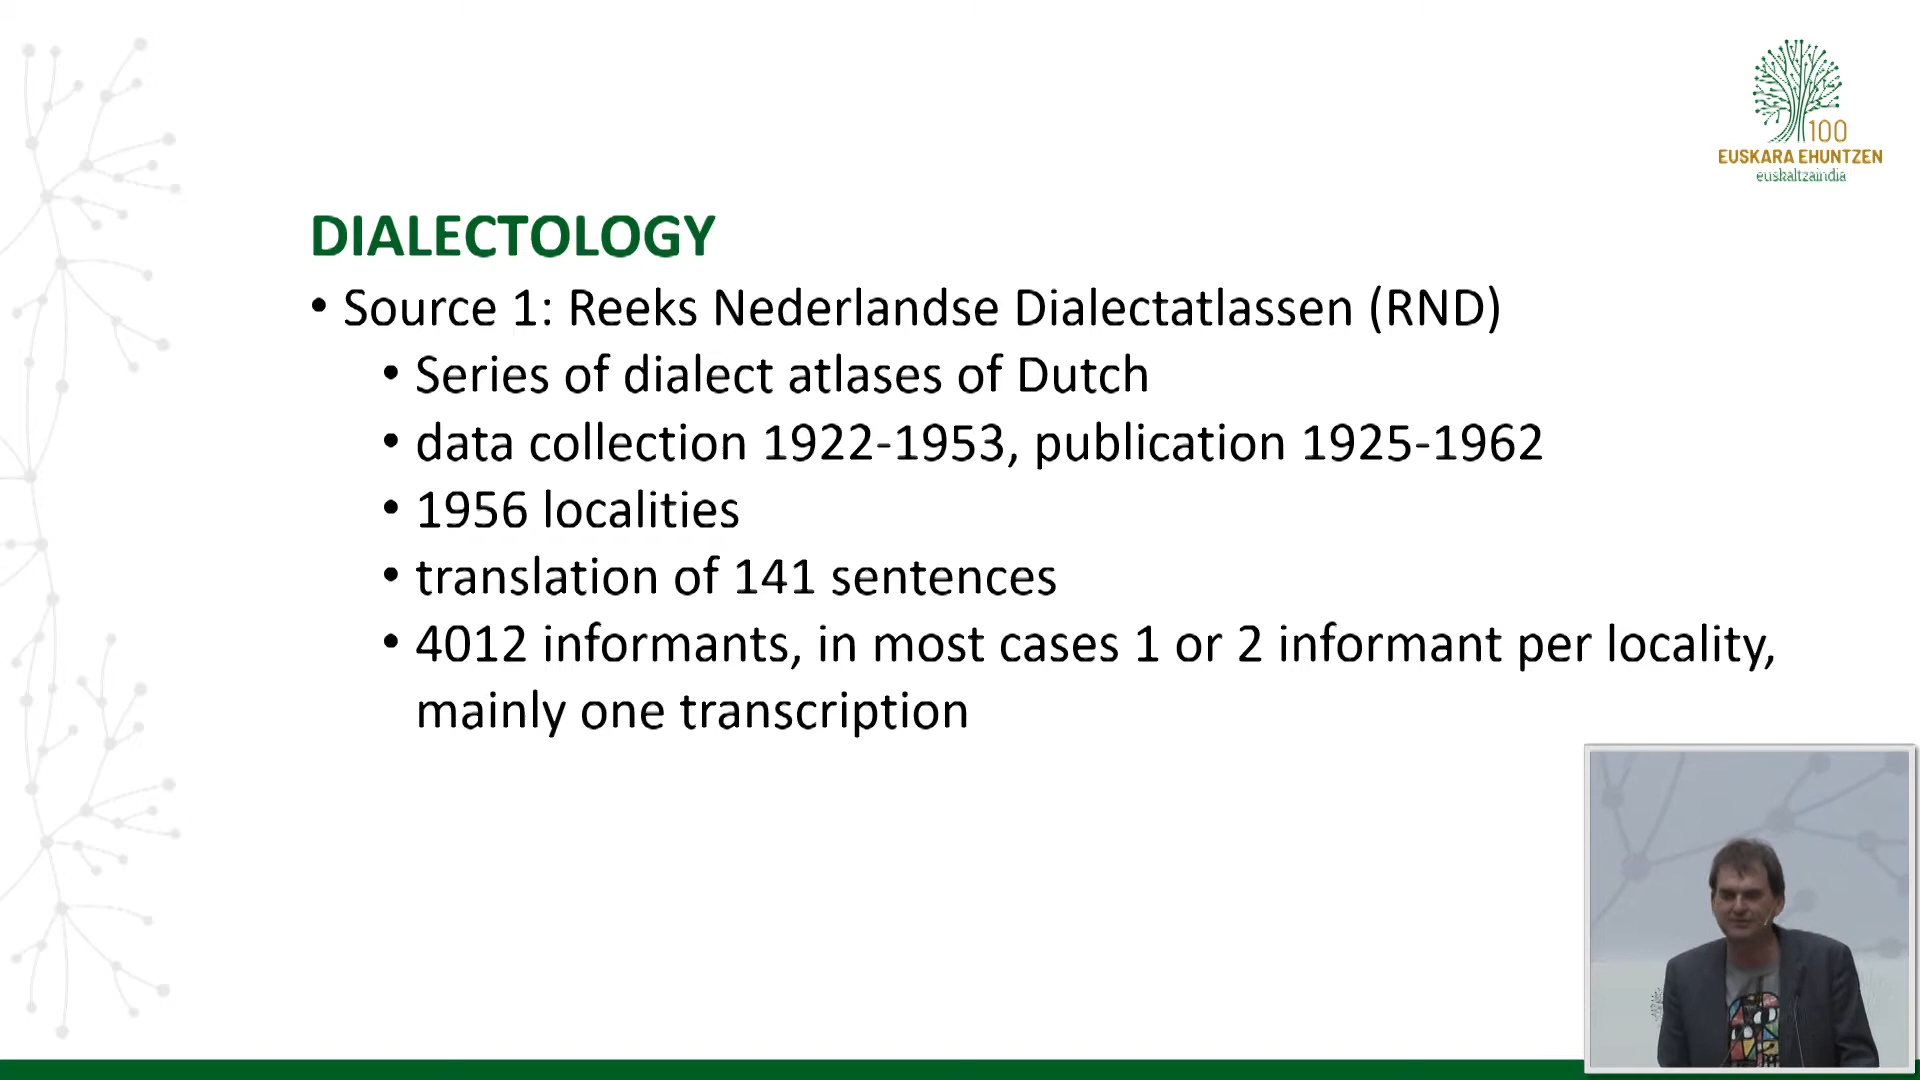 100
EUSKARA EHUNTZEN
euskaltzaindia
DIALECTOLOGY
• Source 1: Reeks Nederlandse Dialectatlassen (RND)
• Series of dialect atlases of Dutch
• data collection 1922-1953, publication 1925-1962
• 1956 localities
• translation of 141 sentences
• 4012 informants, in most cases 1 or 2 informant per locality,
mainly one transcription